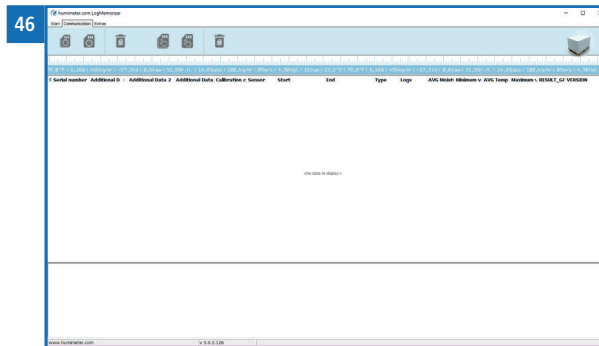 46
humimeter.com LogMemorizer
Start Communication Extras
Serial number Additional D Additional Data 2 Additional Data Calibration c Sensor Start End Type Logs AVG Moist Minimum v AVG Temp Maximum v RESULT_GF VERSION
<No data to display>
www.humimeter.com v 3.0.2.126